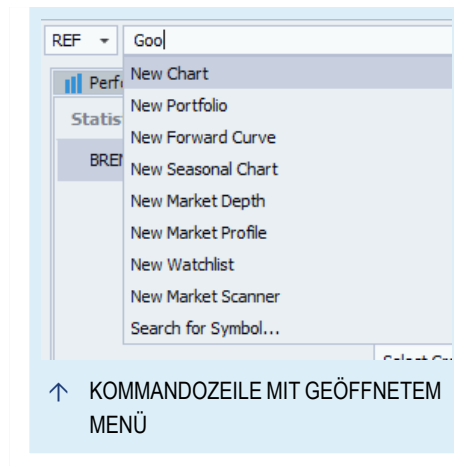 REF Goo
New Chart
Perf
New Portfolio
Statis
New Forward Curve
BREN
New Seasonal Chart
New Market Depth
New Market Profile
New Watchlist
New Market Scanner
Search for Symbol...
↑ KOMMANDOZEILE MIT GEÖFFNETEM
MENÜ